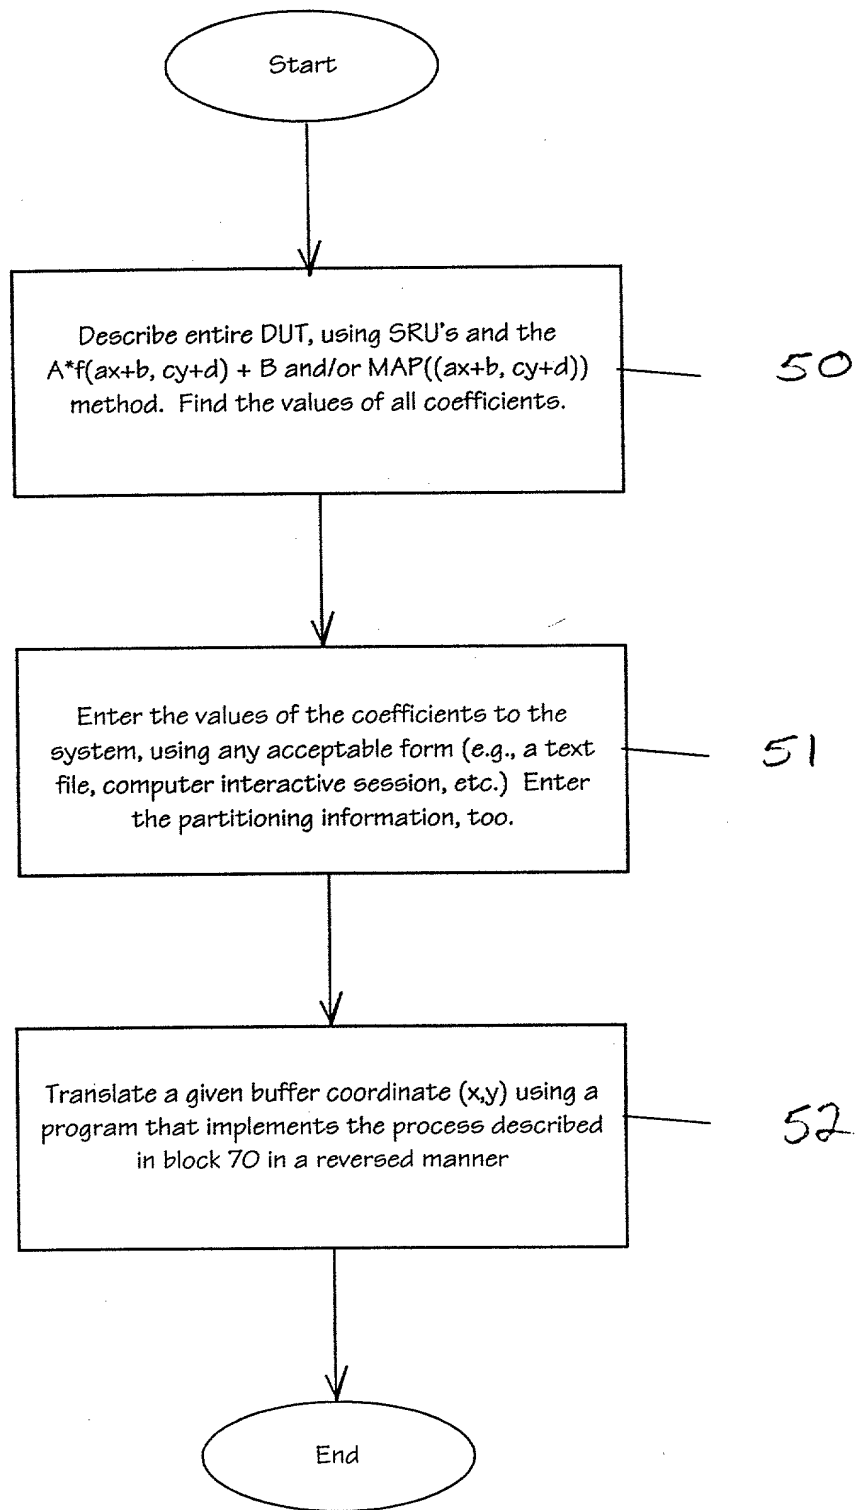 Start
Describe entire DUT, using SRU's and the
A*f(ax+b, cy+d) + B and/or MAP((ax+b, cy+d))
method. Find the values of all coefficients.
50
Enter the values of the coefficients to the
system, using any acceptable form (e.g., a text
file, computer interactive session, etc.) Enter
the partitioning information, too.
51
Translate a given buffer coordinate (x,y) using a
program that implements the process described
in block 70 in a reversed manner
52
End